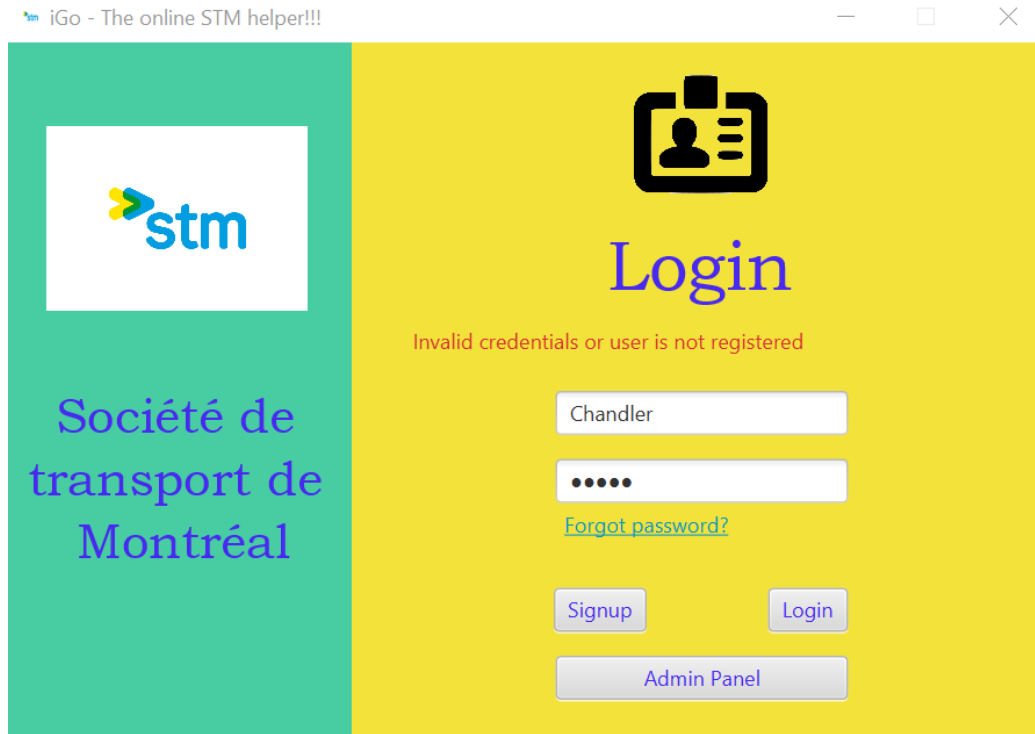 iGo - The online STM helper!!!
stm
Société de
transport de
Montréal
Login
Invalid credentials or user is not registered
Chandler
●●●●●
Forgot password?
Signup
Login
Admin Panel